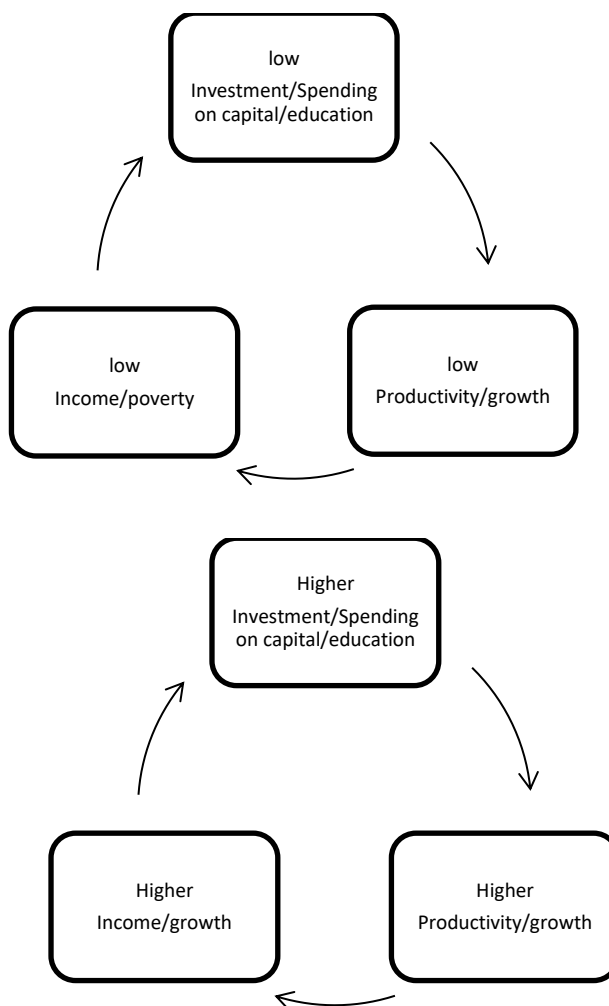 low
Investment/Spending
on capital/education
low
Income/poverty
low
Productivity/growth
Higher
Investment/Spending
on capital/education
Higher
Income/growth
Higher
Productivity/growth